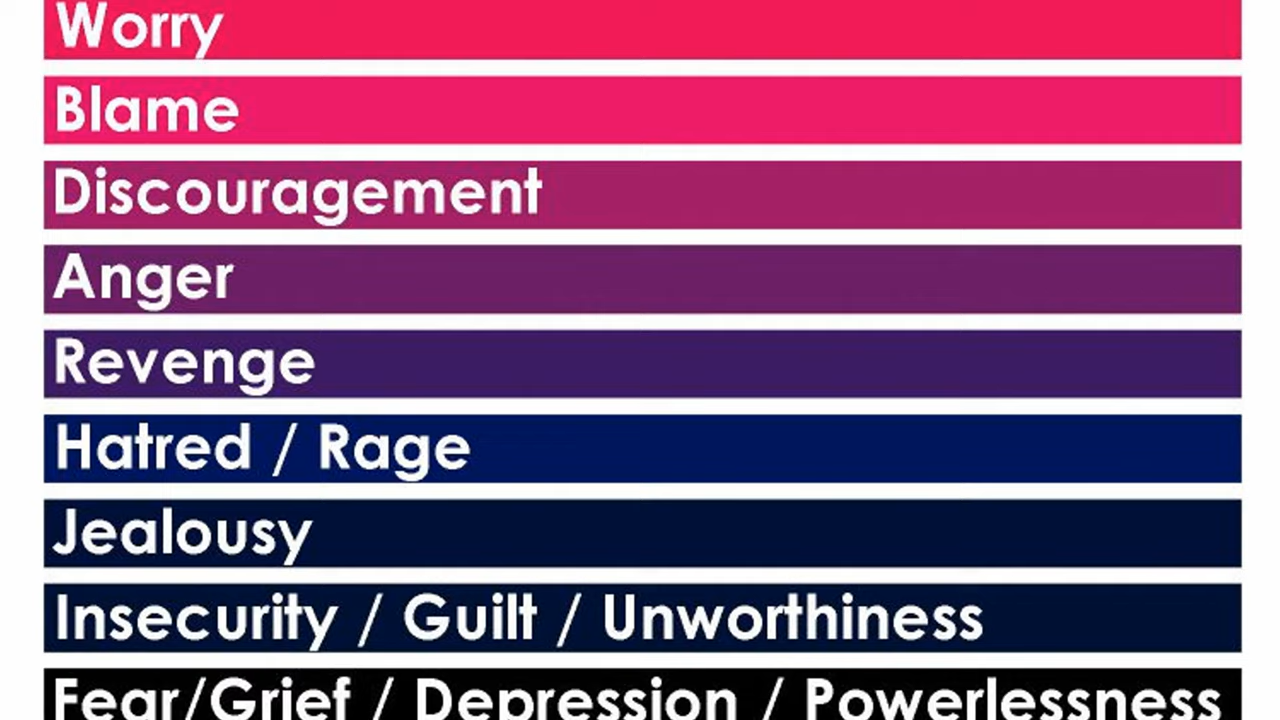 Worry
Blame
Discouragement
Anger
Revenge
Hatred / Rage
Jealousy
Insecurity / Guilt / Unworthiness
Fear/Grief / Depression / Powerlessness